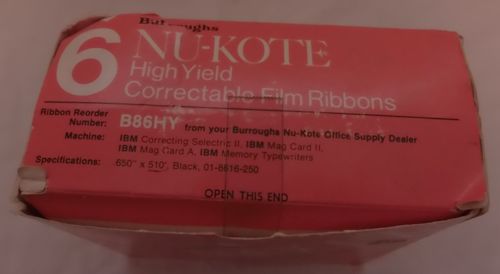 Burroughs
6 NU-KOTE
High Yield
Correctable Film Ribbons
Ribbon Reorder
Number: B86HY from your Burroughs Nu-Kote Office Supply Dealer
Machine: IBM Correcting Selectric II, IBM Mag Card II,
IBM Mag Card A, IBM Memory Typewriters
Specifications: .650" x 510', Black, 01-8616-250
OPEN THIS END